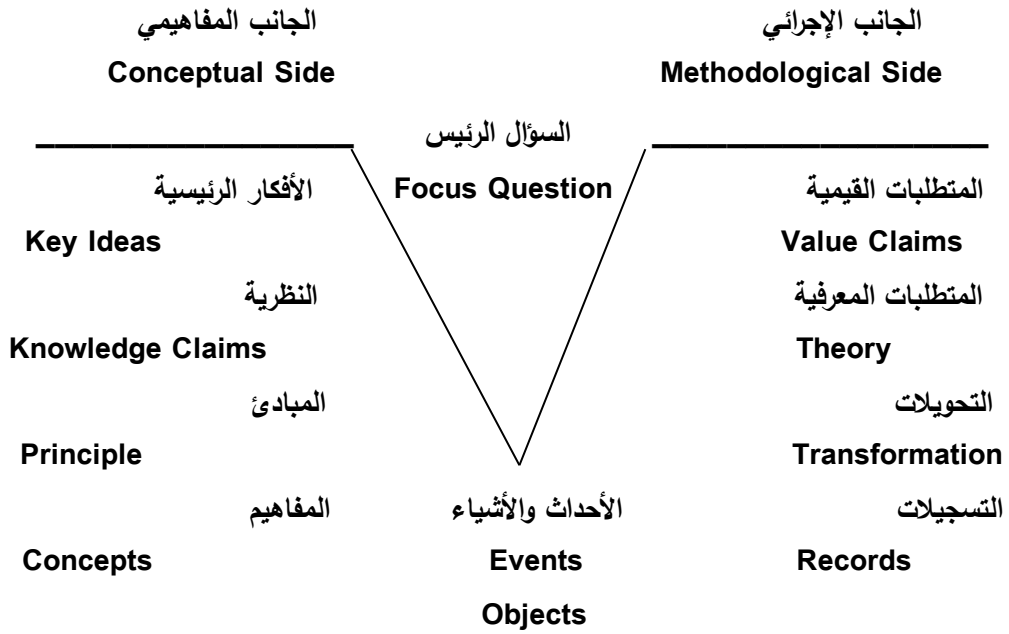 الجانب المفاهيمي
الجانب الإجرائي
Conceptual Side
Methodological Side
السؤال الرئيس
Focus Question
الأفكار الرئيسية
المتطلبات القيمية
Key Ideas
Value Claims
النظرية
المتطلبات المعرفية
Knowledge Claims
Theory
المبادئ
التحويلات
Principle
Transformation
المفاهيم
الأحداث والأشياء
التسجيلات
Concepts
Events
Records
Objects